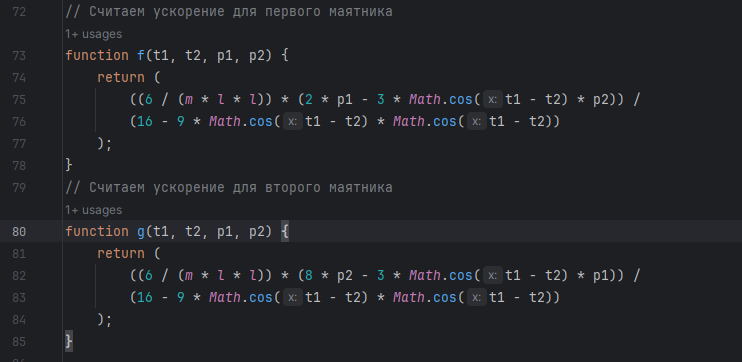 72 // Считаем ускорение для первого маятника
1+ usages
73 function f(t1, t2, p1, p2) {
74 return (
75 ((6 / (m * l * l)) * (2 * p1 - 3 * Math.cos( x: t1 - t2) * p2)) /
76 (16 - 9 * Math.cos( x: t1 - t2) * Math.cos( x: t1 - t2))
77 );
78 }
79 // Считаем ускорение для второго маятника
1+ usages
80 function g(t1, t2, p1, p2) {
81 return (
82 ((6 / (m * l * l)) * (8 * p2 - 3 * Math.cos( x: t1 - t2) * p1)) /
83 (16 - 9 * Math.cos( x: t1 - t2) * Math.cos( x: t1 - t2))
84 );
85 }